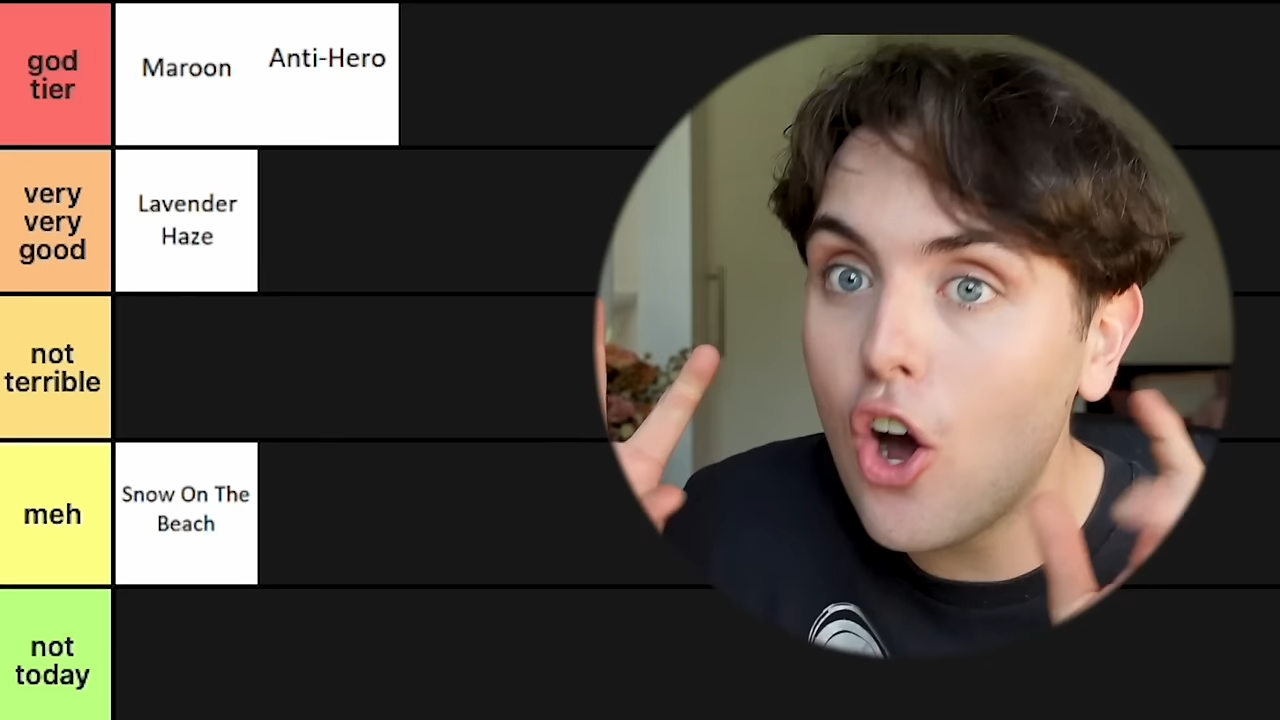 god
tier
Maroon
Anti-Hero
very
very
good
Lavender
Haze
not
terrible
meh
Snow On The
Beach
not
today